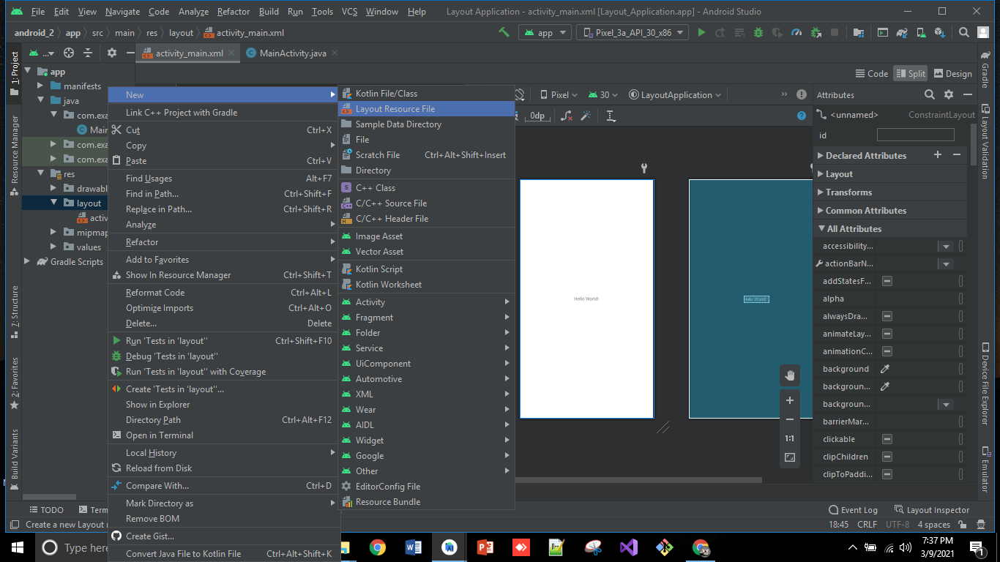 File Edit View Navigate Code Analyze Refactor Build Run Tools VCS Window Help Layout Application - activity_main.xml [Layout_Application.app] - Android Studio
android_2 app src main res layout activity_main.xml app Pixel_3a_API_30_x86
... activity_main.xml MainActivity.java
Code Split Design
1: Project
Resource Manager
7: Structure
2: Favorites
Build Variants
app
manifests
java
com.exa
Main
com.exa
com.exa
res
drawabl
layout
activ
mipmap
values
Gradle Scripts
New
Link C++ Project with Gradle
Cut Ctrl+X
Copy
Paste Ctrl+V
Find Usages Alt+F7
Find in Path... Ctrl+Shift+F
Replace in Path... Ctrl+Shift+R
Analyze
Refactor
Add to Favorites
Show In Resource Manager Ctrl+Shift+T
Reformat Code Ctrl+Alt+L
Optimize Imports Ctrl+Alt+O
Delete... Delete
Run 'Tests in 'layout'' Ctrl+Shift+F10
Debug 'Tests in 'layout''
Run 'Tests in 'layout'' with Coverage
Create 'Tests in 'layout''...
Show in Explorer
Directory Path Ctrl+Alt+F12
Open in Terminal
Local History
Reload from Disk
Compare With... Ctrl+D
Mark Directory as
Remove BOM
Create Gist...
Convert Java File to Kotlin File Ctrl+Alt+Shift+K
Kotlin File/Class
Layout Resource File
Sample Data Directory
File
Scratch File Ctrl+Alt+Shift+Insert
Directory
C++ Class
C/C++ Source File
C/C++ Header File
Image Asset
Vector Asset
Kotlin Script
Kotlin Worksheet
Activity
Fragment
Folder
Service
UiComponent
Automotive
XML
Wear
AIDL
Widget
Google
Other
EditorConfig File
Resource Bundle
Pixel 30 LayoutApplication
0dp
Hello World!
Hello World!
1:1
Attributes
<unnamed> ConstraintLayout
id
Declared Attributes
Layout
Transforms
Common Attributes
All Attributes
accessibility...
actionBarN...
addStatesF...
alpha
alwaysDra...
animateLay...
animationC...
background
backgroun...
backgroun...
barrierMar...
clickable
clipChildren
clipToPaddi...
Gradle
Layout Validation
Device File Explorer
Emulator
TODO Term Event Log Layout Inspector
Create a new Layout 18:45 CRLF UTF-8 4 spaces
Type here 7:37 PM
3/9/2021
1